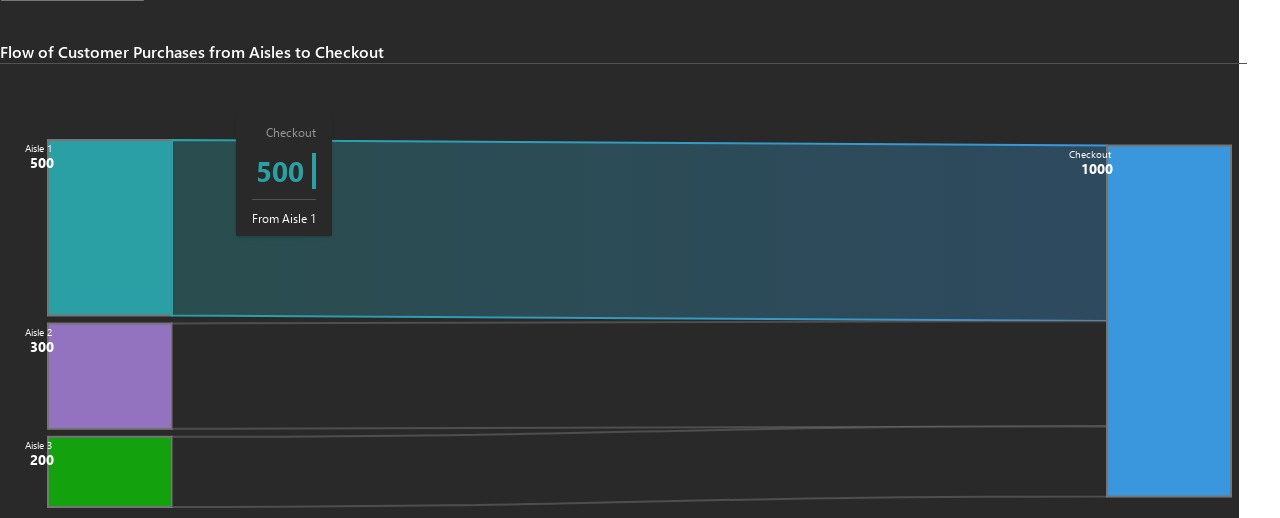 Flow of Customer Purchases from Aisles to Checkout
Checkout
500
From Aisle 1
Aisle 1
500
Checkout
1000
Aisle 2
300
Aisle 3
200